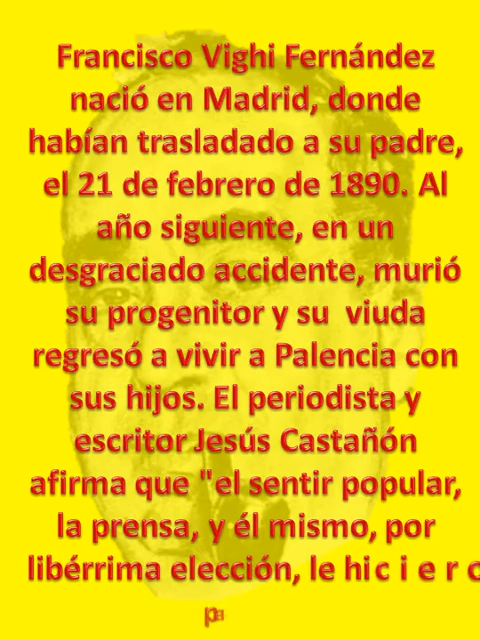 Francisco Vighi Fernández
nació en Madrid, donde
habían trasladado a su padre,
el 21 de febrero de 1890. Al
año siguiente, en un
desgraciado accidente, murió
su progenitor y su  viuda
regresó a vivir a Palencia con
sus hijos. El periodista y
escritor Jesús Castañón
afirma que "el sentir popular,
la prensa, y él mismo, por
libérrima elección, le hic i e r o